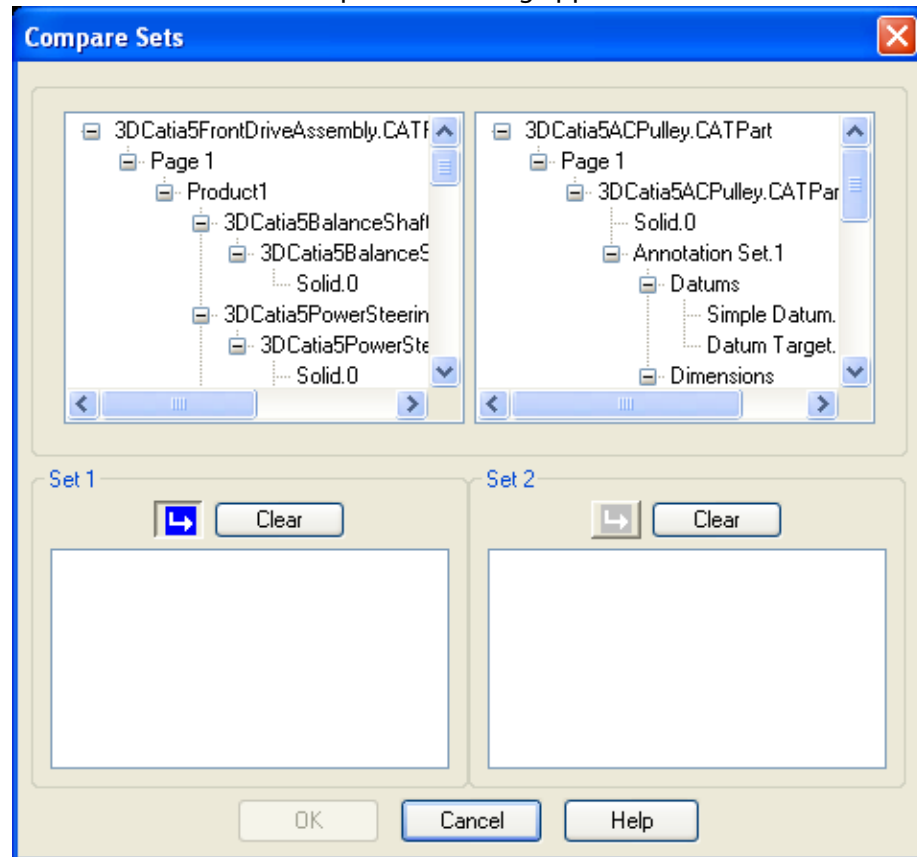 Compare Sets
3DCatia5FrontDriveAssembly.CATF
Page 1
Product1
3DCatia5BalanceShaft
3DCatia5BalanceS
Solid.0
3DCatia5PowerSteerin
3DCatia5PowerSte
Solid.0
3DCatia5ACPulley.CATPart
Page 1
3DCatia5ACPulley.CATPar
Solid.0
Annotation Set.1
Datums
Simple Datum.
Datum Target.
Dimensions
Set 1
Clear
Set 2
Clear
OK
Cancel
Help